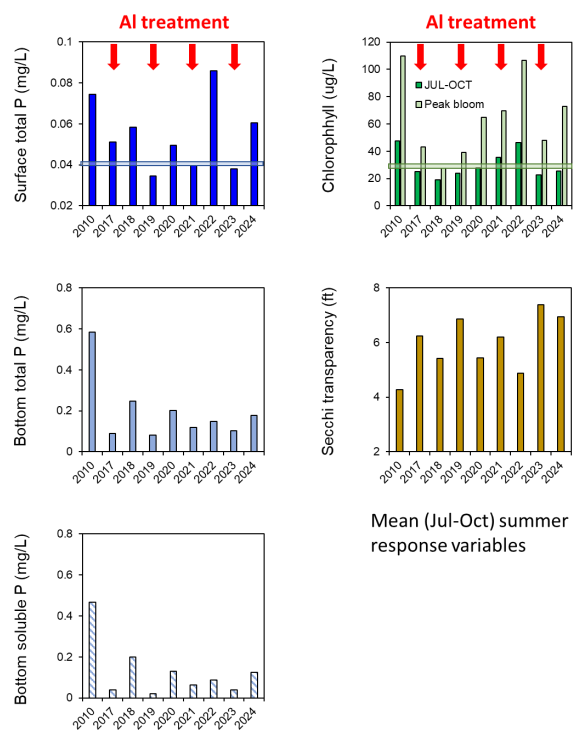 Al treatment
Surface total P (mg/L)
0.1
0.08
0.06
0.04
0.02
2010 2017 2018 2019 2020 2021 2022 2023 2024
Al treatment
Chlorophhyll (ug/L)
120
100
80
60
40
20
0
JUL-OCT
Peak bloom
2010 2017 2018 2019 2020 2021 2022 2023 2024
Bottom total P (mg/L)
0.8
0.6
0.4
0.2
0
2010 2017 2018 2019 2020 2021 2022 2023 2024
Secchi transparency (ft)
8
6
4
2
2010 2017 2018 2019 2020 2021 2022 2023 2024
Bottom soluble P (mg/L)
0.8
0.6
0.4
0.2
0
2010 2017 2018 2019 2020 2021 2022 2023 2024
Mean (Jul-Oct) summer
response variables